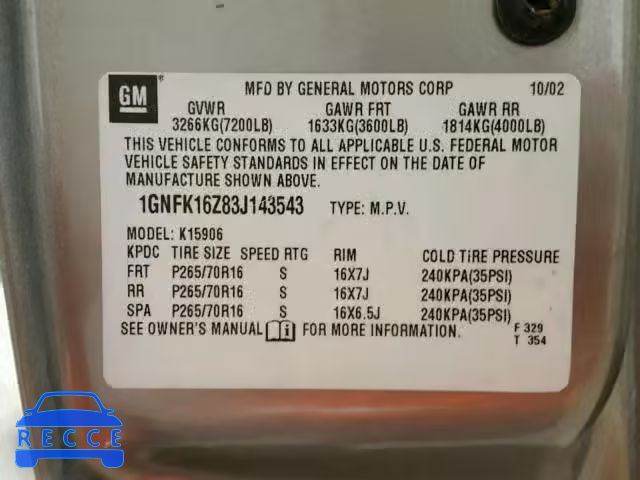 GM ®
MFD BY GENERAL MOTORS CORP 10/02
GVWR GAWR FRT GAWR RR
3266KG(7200LB) 1633KG(3600LB) 1814KG(4000LB)
THIS VEHICLE CONFORMS TO ALL APPLICABLE U.S. FEDERAL MOTOR
VEHICLE SAFETY STANDARDS IN EFFECT ON THE DATE OF
MANUFACTURE SHOWN ABOVE.
1GNFK16Z83J143543 TYPE: M.P.V.
MODEL: K15906
KPDC TIRE SIZE SPEED RTG RIM COLD TIRE PRESSURE
FRT P265/70R16 S 16X7J 240KPA(35PSI)
RR P265/70R16 S 16X7J 240KPA(35PSI)
SPA P265/70R16 S 16X6.5J 240KPA(35PSI)
SEE OWNER'S MANUAL FOR MORE INFORMATION. F 329
T 354
RECCE